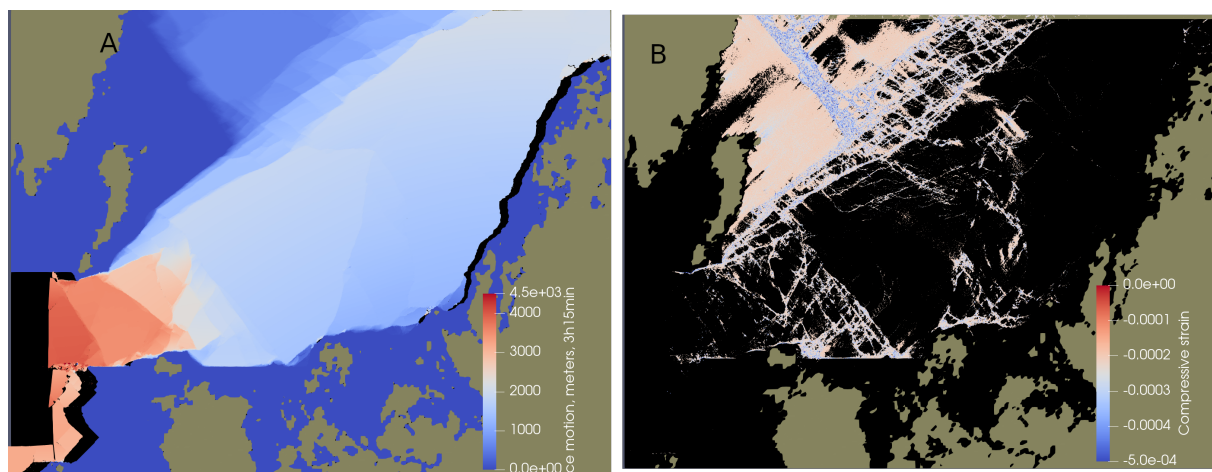 A
4.5e+03
4000
3000
2000
1000
0.0e+00
ce motion, meters, 3h15min
B
0.0e+00
-0.0001
-0.0002
-0.0003
-0.0004
-5.0e-04
Compressive strain